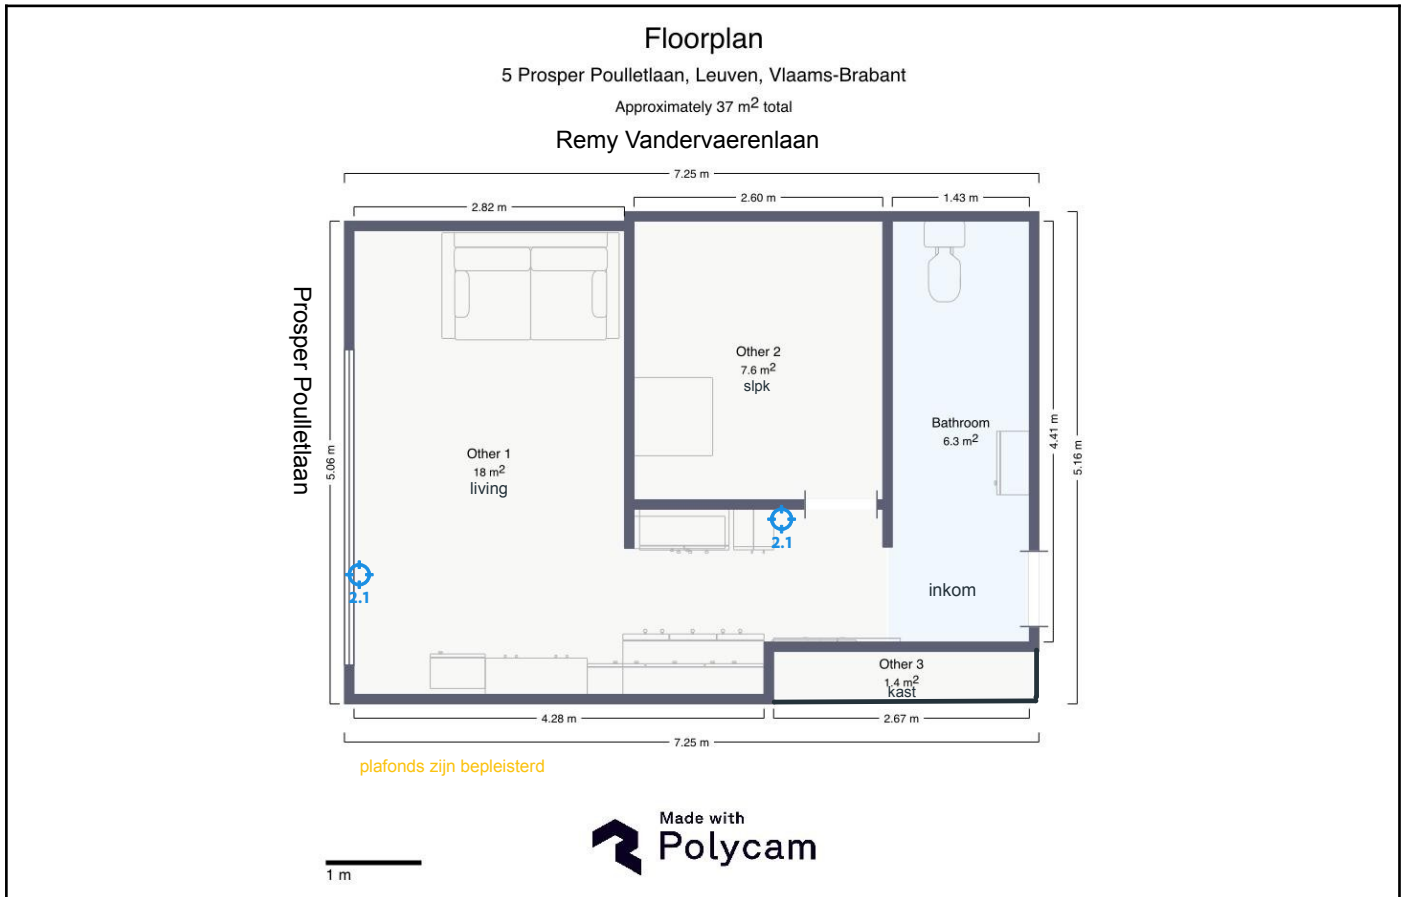 Floorplan
5 Prosper Poulletlaan, Leuven, Vlaams-Brabant
Approximately 37 m² total
Remy Vandervaerenlaan
7.25 m
2.82 m
2.60 m
1.43 m
Prosper Poulletlaan
5.06 m
Other 1
18 m²
living
Other 2
7.6 m²
slpk
Bathroom
6.3 m²
4.41 m
5.16 m
2.1
2.1
inkom
Other 3
1.4 m²
kast
4.28 m
2.67 m
7.25 m
plafonds zijn bepleisterd
Made with
Polycam
1 m